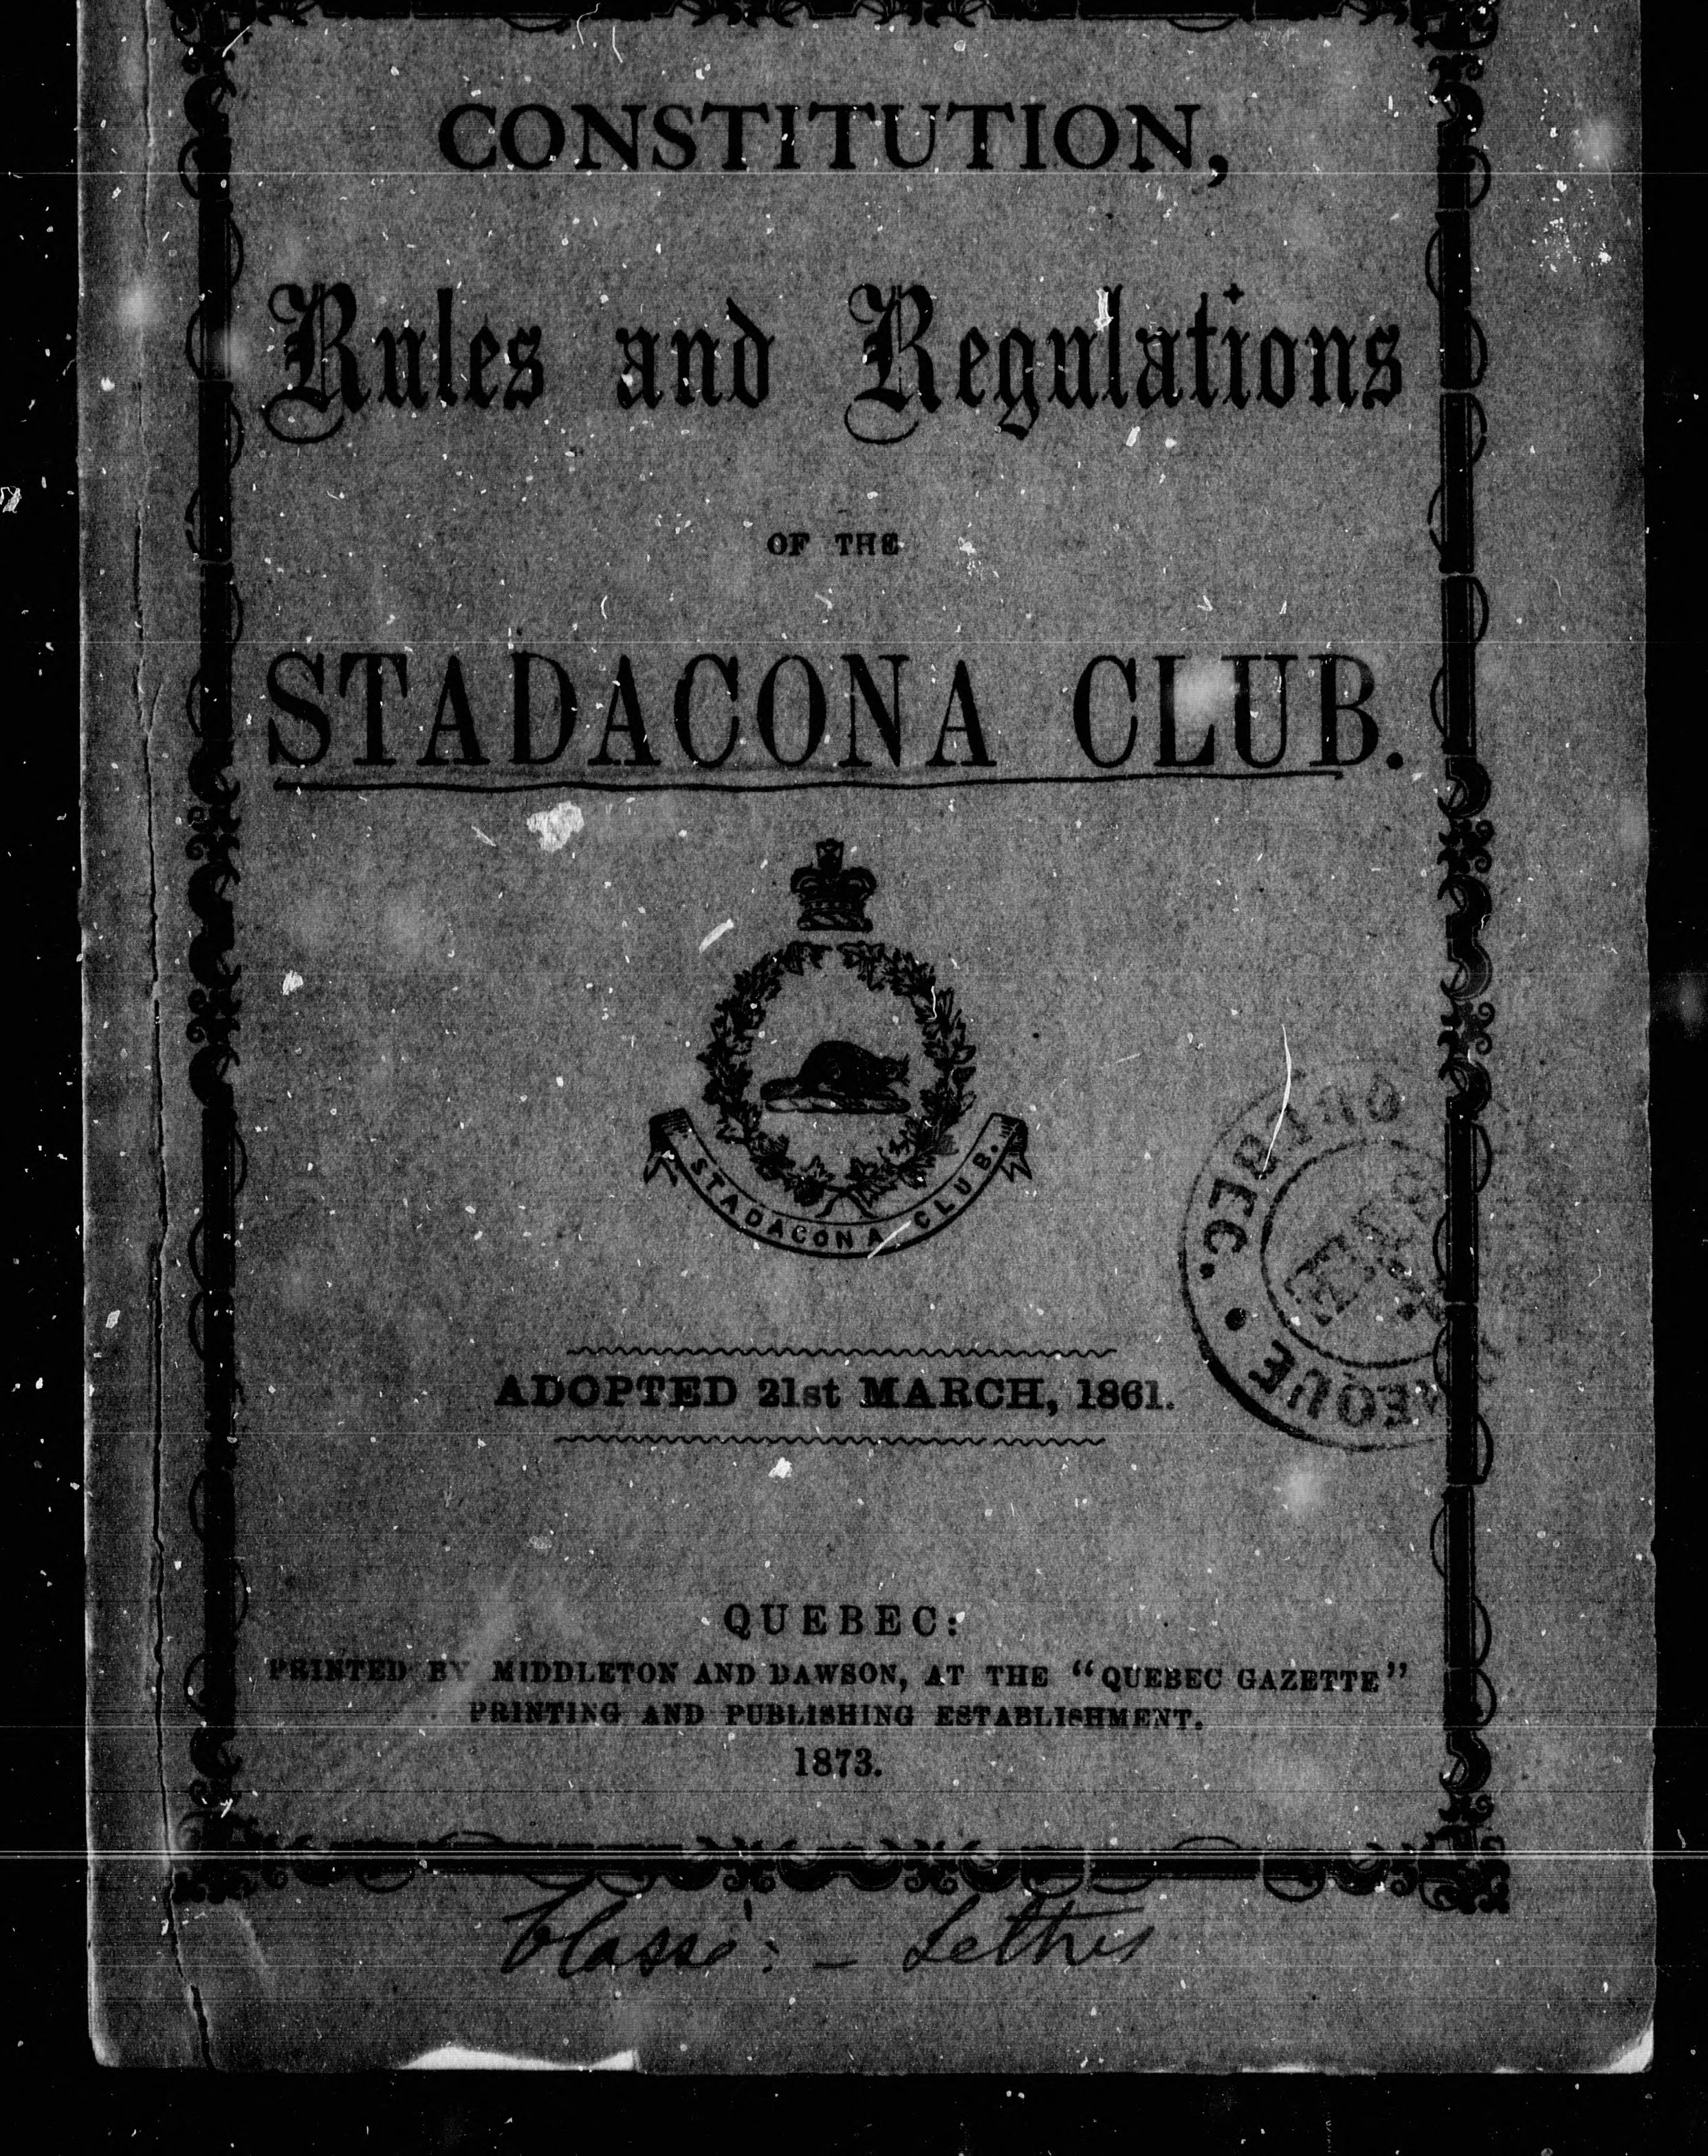 CONSTITUTION,
Rules and Regulations
OF THE
STADACONA CLUB.
STADACONA CLUB.
QUEBEC.
ADOPTED 21st MARCH, 1861.
QUEBEC:
PRINTED BY MIDDLETON AND DAWSON, AT THE “QUEBEC GAZETTE”
PRINTING AND PUBLISHING ESTABLISHMENT.
1873.
Classé: –